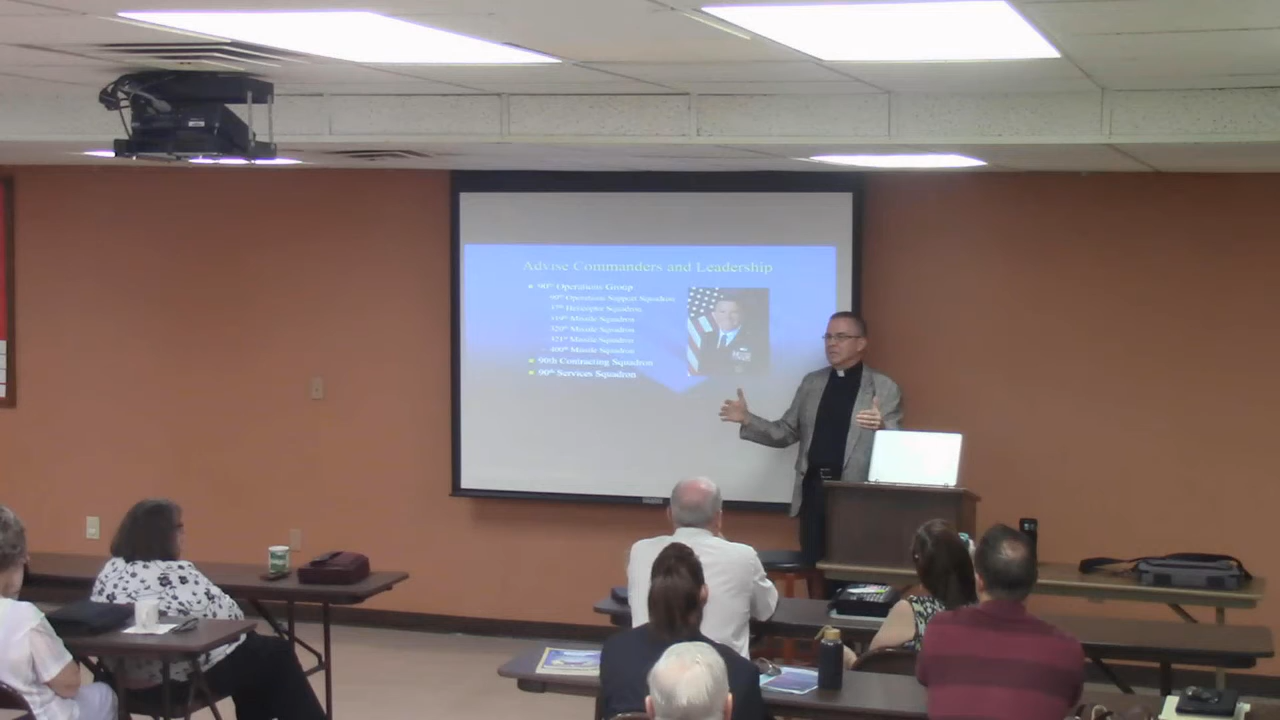 Advise Commanders and Leadership
90th Operations Group
90th Operations Support Squadron
37th Helicopter Squadron
319th Missile Squadron
320th Missile Squadron
321st Missile Squadron
400th Missile Squadron
90th Contracting Squadron
90th Services Squadron